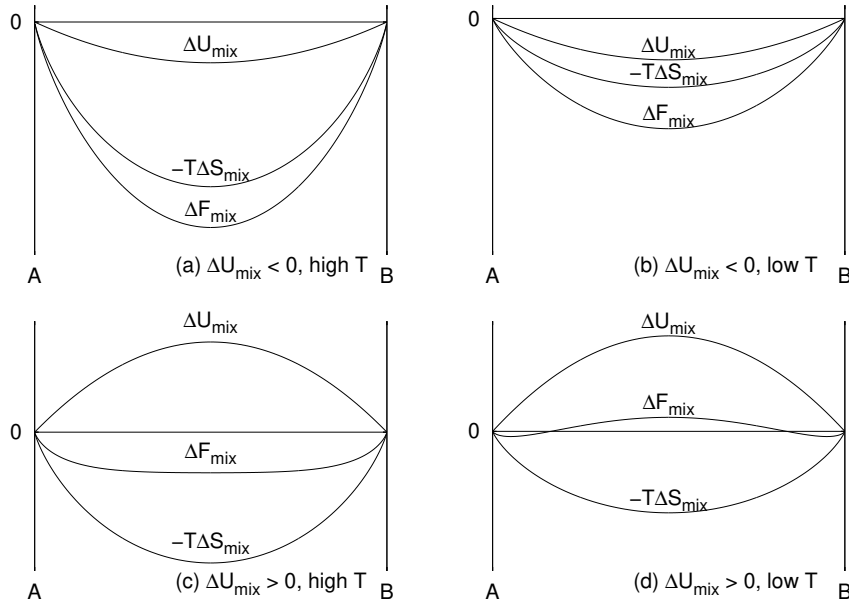 0
ΔU_mix
−TΔS_mix
ΔF_mix
(a) ΔU_mix < 0, high T
A
B
0
ΔU_mix
−TΔS_mix
ΔF_mix
(b) ΔU_mix < 0, low T
A
B
ΔU_mix
0
ΔF_mix
−TΔS_mix
(c) ΔU_mix > 0, high T
A
B
ΔU_mix
ΔF_mix
0
−TΔS_mix
(d) ΔU_mix > 0, low T
A
B